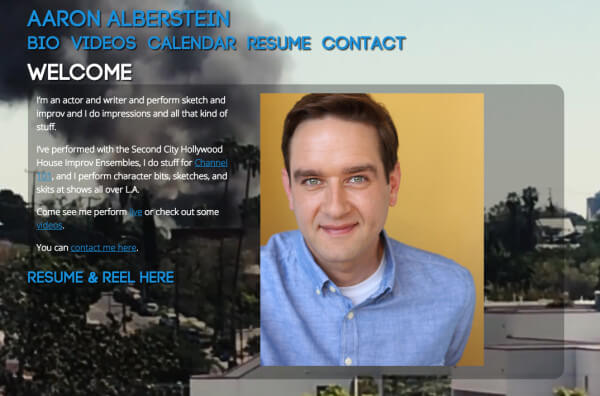 AARON ALBERSTEIN
BIO VIDEOS CALENDAR RESUME CONTACT
WELCOME
I'm an actor and writer and perform sketch and
improv and I do impressions and all that kind of
stuff.
I've performed with the Second City Hollywood
House Improv Ensembles, I do stuff for Channel
, and I perform character bits, sketches, and
skits at shows all over L.A.
Come see me perform live or check out some
videos.
You can contact me here.
RESUME & REEL HERE